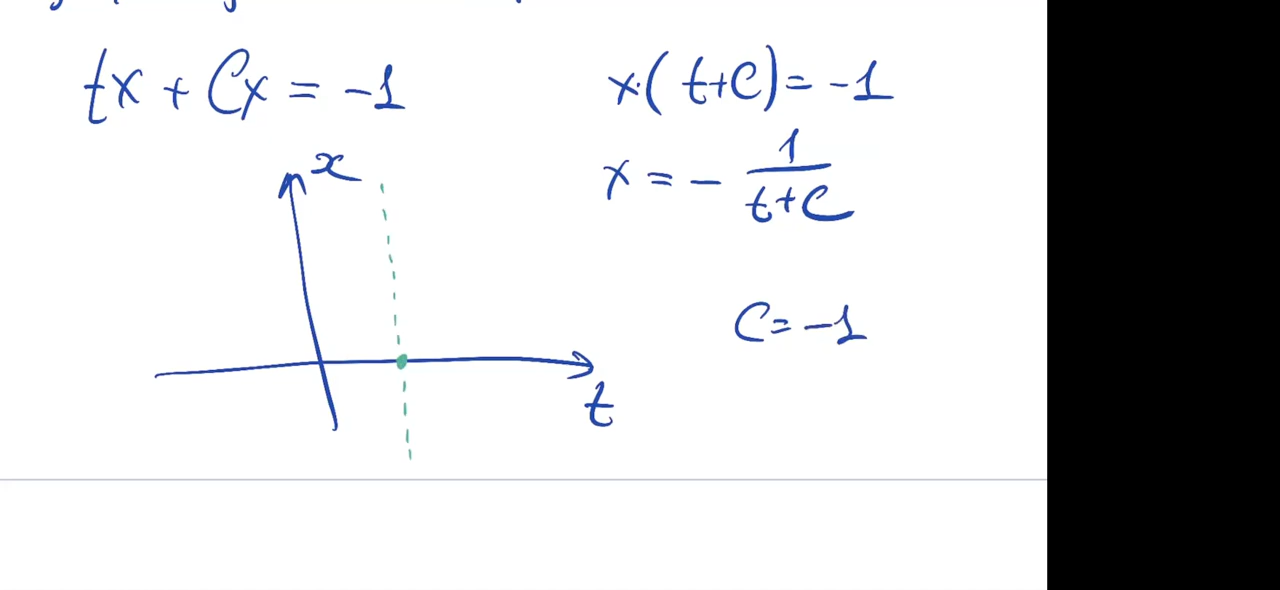 tx + Cx = -1
x·(t+C) = -1
x = - 1/(t+C)
x
C = -1
t